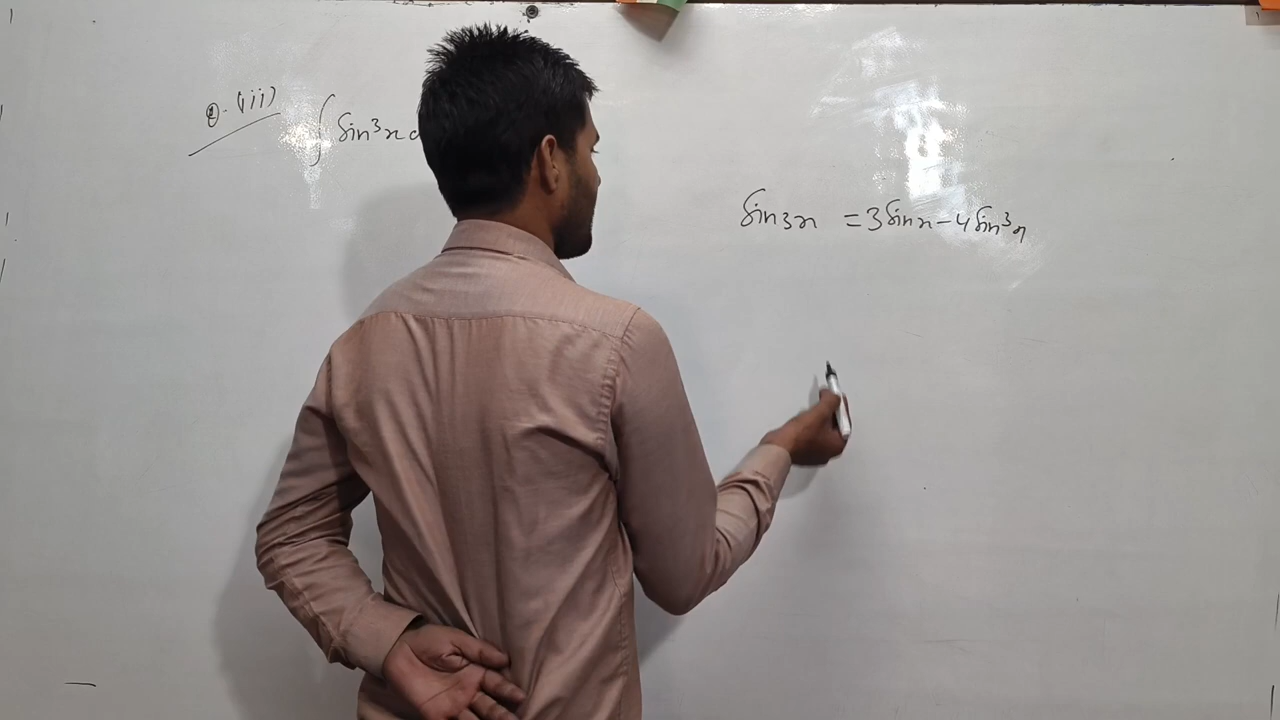 Q.(iii) ∫ Sin³x d
Sin3x = 3Sinx - 4Sin³x